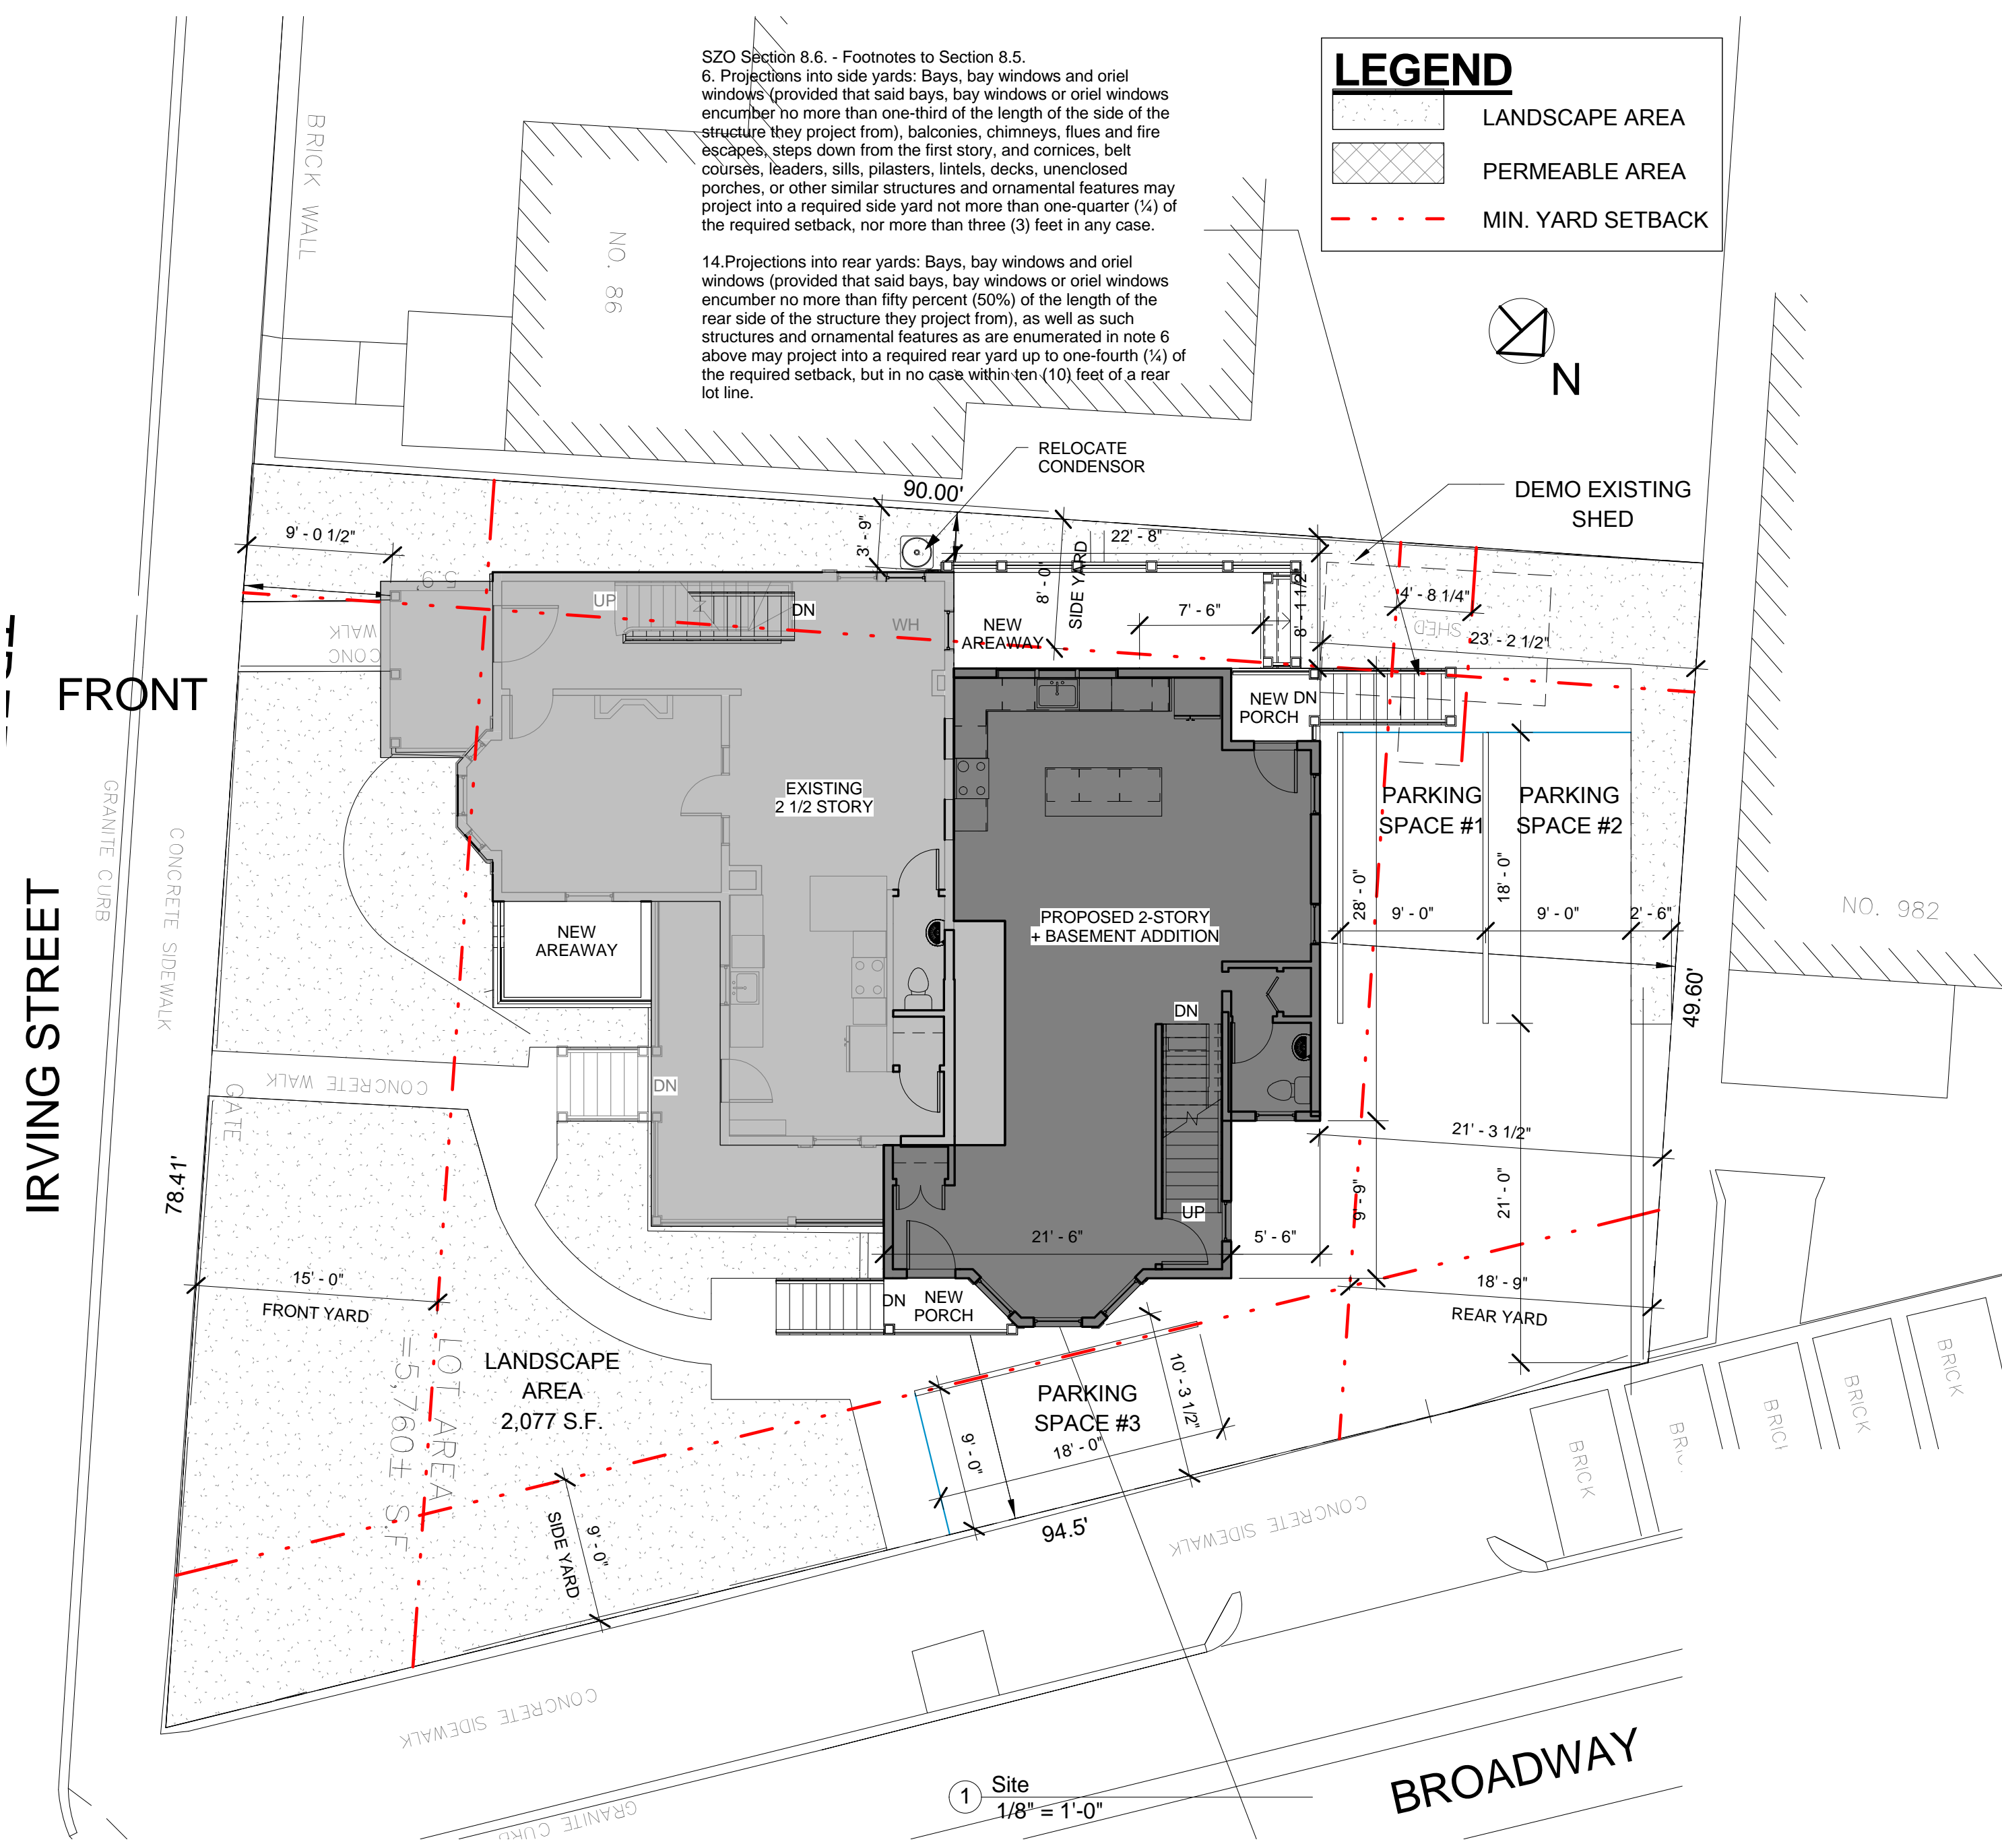 SZO Section 8.6. - Footnotes to Section 8.5.
6. Projections into side yards: Bays, bay windows and oriel
windows (provided that said bays, bay windows or oriel windows
encumber no more than one-third of the length of the side of the
structure they project from), balconies, chimneys, flues and fire
escapes, steps down from the first story, and cornices, belt
courses, leaders, sills, pilasters, lintels, decks, unenclosed
porches, or other similar structures and ornamental features may
project into a required side yard not more than one-quarter (¼) of
the required setback, nor more than three (3) feet in any case.
14.Projections into rear yards: Bays, bay windows and oriel
windows (provided that said bays, bay windows or oriel windows
encumber no more than fifty percent (50%) of the length of the
rear side of the structure they project from), as well as such
structures and ornamental features as are enumerated in note 6
above may project into a required rear yard up to one-fourth (¼) of
the required setback, but in no case within ten (10) feet of a rear
lot line.
LEGEND
LANDSCAPE AREA
PERMEABLE AREA
MIN. YARD SETBACK
N
BRICK WALL
NO. 86
RELOCATE
CONDENSOR
DEMO EXISTING
SHED
90.00'
9' - 0 1/2"
3' - 9"
22' - 8"
8' - 0"
SIDE YARD
7' - 6"
8' - 1 1/2"
4' - 8 1/4"
SHED
23' - 2 1/2"
5.9
UP
DN
WH
NEW
AREAWAY
CONC
WALK
FRONT
NEW
PORCH
DN
EXISTING
2 1/2 STORY
PARKING
SPACE #1
PARKING
SPACE #2
GRANITE CURB
CONCRETE SIDEWALK
IRVING STREET
28' - 0"
18' - 0"
9' - 0"
9' - 0"
2' - 6"
NO. 982
NEW
AREAWAY
PROPOSED 2-STORY
+ BASEMENT ADDITION
49.60'
DN
CONCRETE WALK
GATE
DN
21' - 3 1/2"
78.41'
9' - 9"
21' - 0"
UP
21' - 6"
5' - 6"
15' - 0"
FRONT YARD
18' - 9"
REAR YARD
DN
NEW
PORCH
LOT AREA
=5,760± S.F
LANDSCAPE
AREA
2,077 S.F.
PARKING
SPACE #3
10' - 3 1/2"
9' - 0"
18' - 0"
BRICK
BRICK
BRICK
BRICK
SIDE YARD
9' - 0"
94.5'
CONCRETE SIDEWALK
CONCRETE SIDEWALK
GRANITE CURB
1
Site
1/8" = 1'-0"
BROADWAY